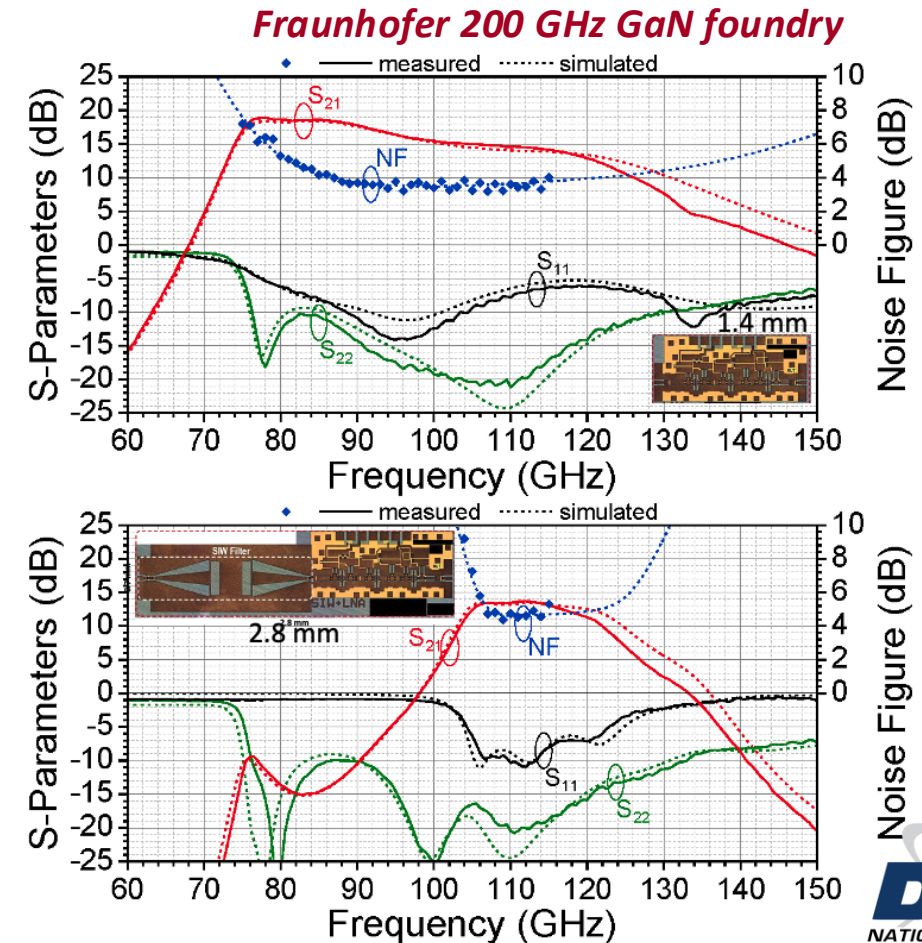 Fraunhofer 200 GHz GaN foundry
measured simulated
S-Parameters (dB)
25
20
15
10
5
0
-5
-10
-15
-20
-25
S21
NF
S11
S22
1.4 mm
10
8
6
4
2
0
Noise Figure (dB)
60 70 80 90 100 110 120 130 140 150
Frequency (GHz)
measured simulated
S-Parameters (dB)
25
20
15
10
5
0
-5
-10
-15
-20
-25
SIW Filter
SIW+LNA
2.8 mm
2.8 mm
S21
NF
S11
S22
10
8
6
4
2
0
Noise Figure (dB)
60 70 80 90 100 110 120 130 140 150
Frequency (GHz)
NATIO